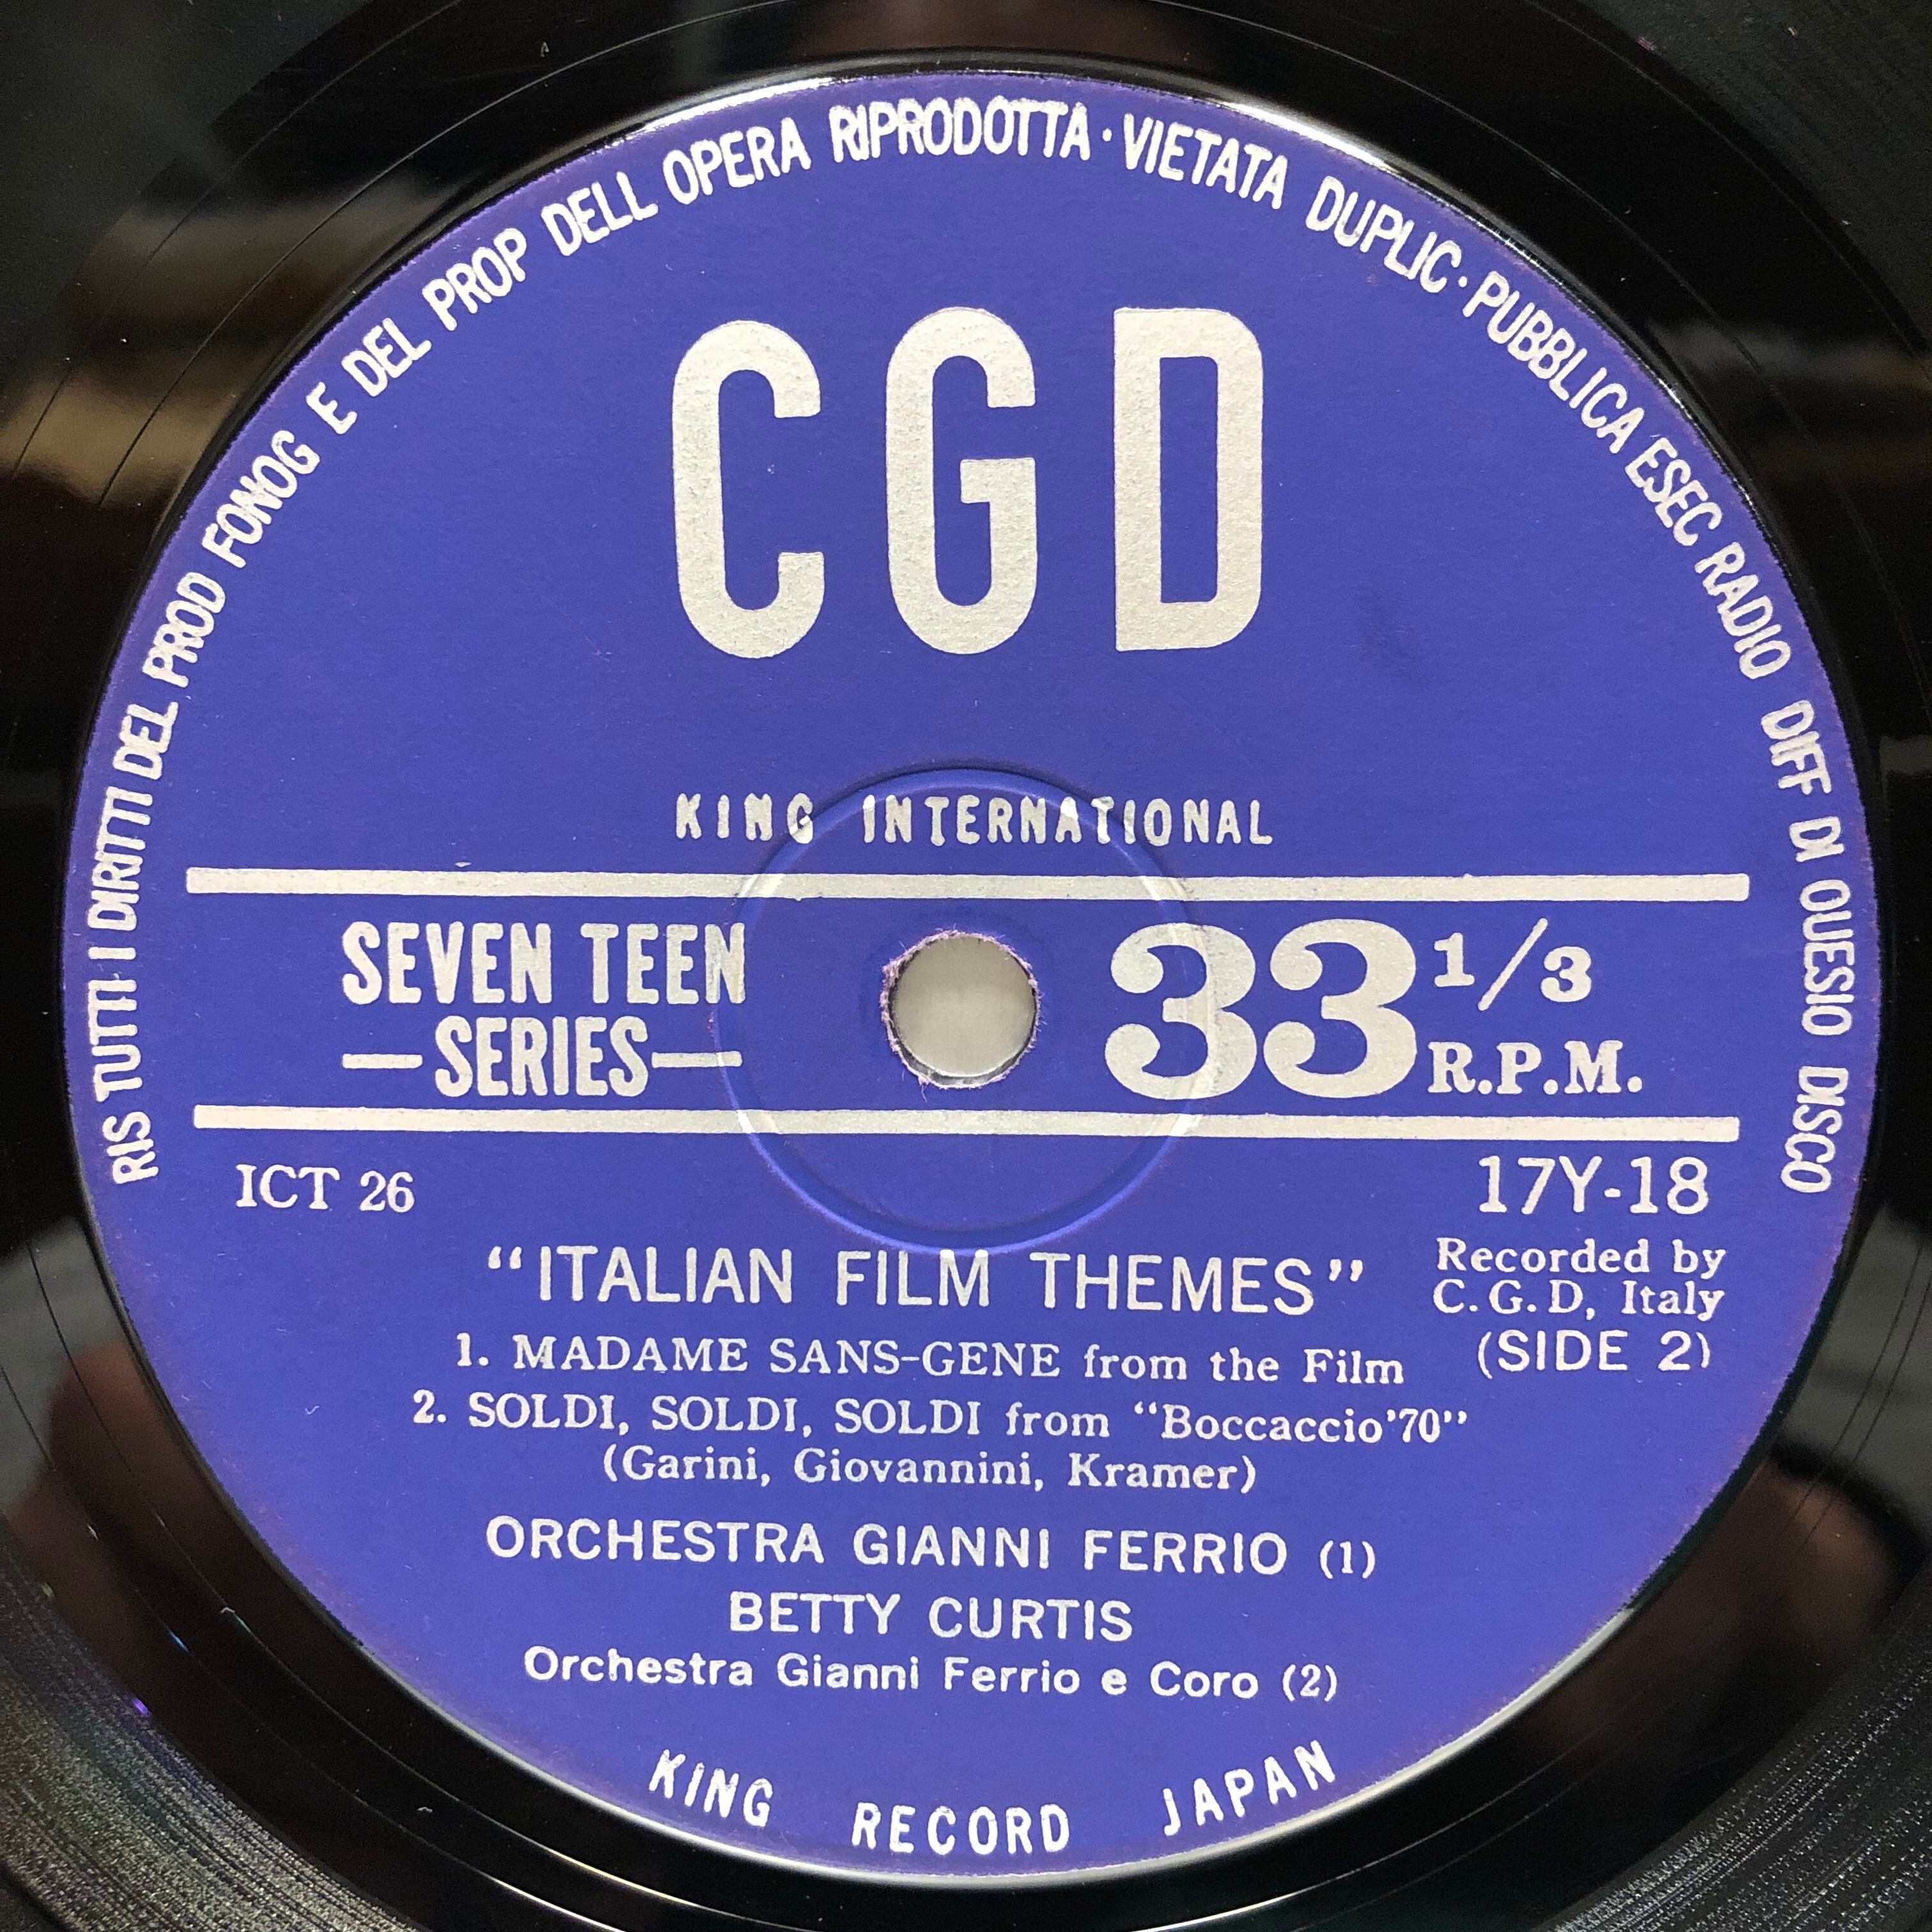 RIS TUTTI I DIRITTI DEL PROD FONOG E DEL PROP DELL OPERA RIPRODOTTA · VIETATA DUPLIC · PUBBLICA ESEC RADIO DIFF DI QUESIO DISCO
CGD
KING INTERNATIONAL
SEVEN TEEN
—SERIES—
33 1/3
R.P.M.
ICT 26
17Y-18
"ITALIAN FILM THEMES"
Recorded by
C.G.D, Italy
(SIDE 2)
1. MADAME SANS-GENE from the Film
2. SOLDI, SOLDI, SOLDI from "Boccaccio'70"
(Garini, Giovannini, Kramer)
ORCHESTRA GIANNI FERRIO (1)
BETTY CURTIS
Orchestra Gianni Ferrio e Coro (2)
KING RECORD JAPAN